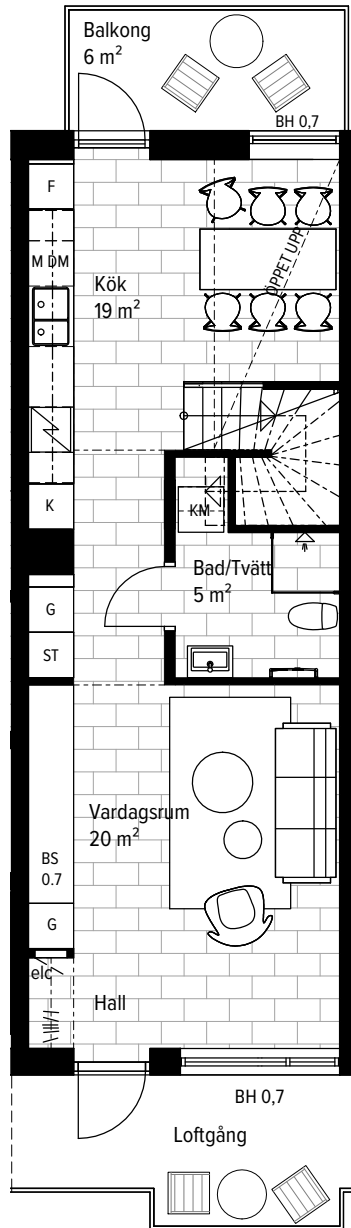 Balkong
6 m²
BH 0,7
F
M DM
ÖPPET UPP
Kök
19 m²
K
KM
Bad/Tvätt
5 m²
G
ST
Vardagsrum
20 m²
BS
0.7
G
elc
Hall
BH 0,7
Loftgång